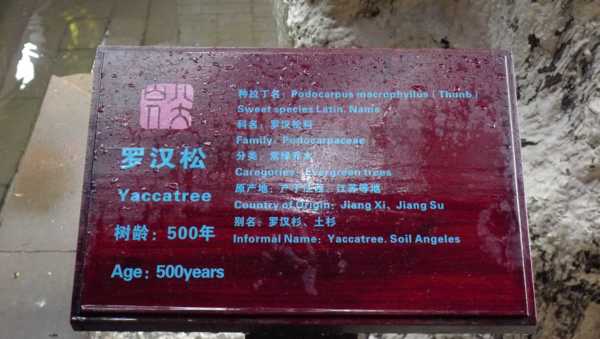 罗汉松
Yaccatree
树龄：500年
Age：500years
种拉丁名：Podocarpus macrophyllus（Thunb）
Sweet species Latin. Name
科名：罗汉松科
Family：Podocarpaceae
分类：常绿乔木
Caregories：Evergreen trees
原产地：产于江西、江苏等地
Country of Origin：Jiang Xi、Jiang Su
别名：罗汉杉、土杉
Informal Name：Yaccatree. Soil Angeles